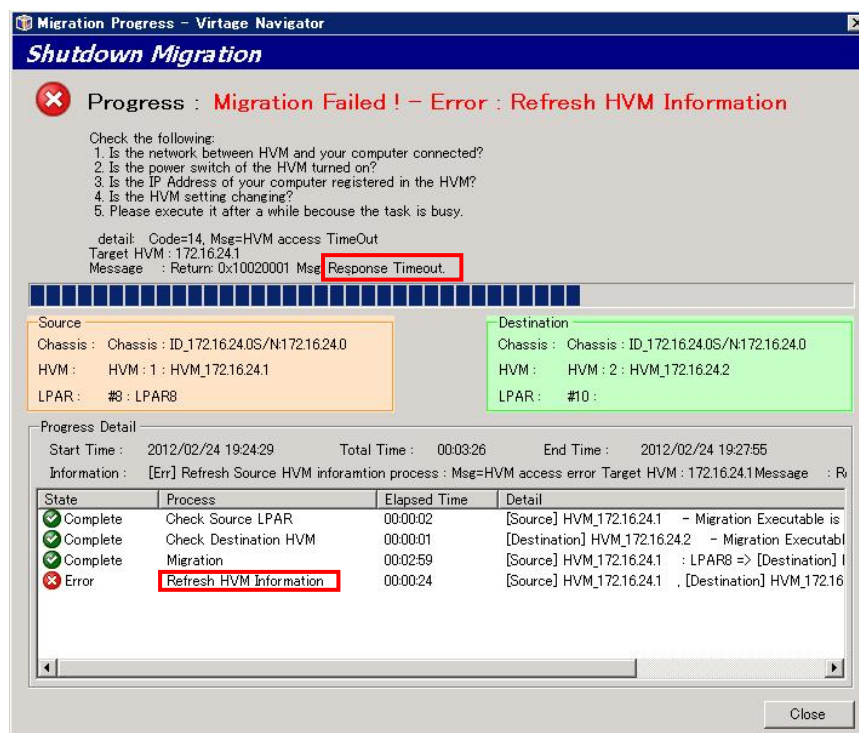 Migration Progress - Virtage Navigator
Shutdown Migration
Progress : Migration Failed ! - Error : Refresh HVM Information
Check the following:
1. Is the network between HVM and your computer connected?
2. Is the power switch of the HVM turned on?
3. Is the IP Address of your computer registered in the HVM?
4. Is the HVM setting changing?
5. Please execute it after a while becouse the task is busy.
detail: Code=14, Msg=HVM access TimeOut
Target HVM : 172.16.24.1
Message : Return: 0x10020001 Msg Response Timeout.
Source
Chassis : Chassis : ID_172.16.24.0S/N:172.16.24.0
HVM : HVM : 1 : HVM_172.16.24.1
LPAR : #8 : LPAR8
Destination
Chassis : Chassis : ID_172.16.24.0S/N:172.16.24.0
HVM : HVM : 2 : HVM_172.16.24.2
LPAR : #10 :
Progress Detail
Start Time : 2012/02/24 19:24:29 Total Time : 00:03:26 End Time : 2012/02/24 19:27:55
Information : [Err] Refresh Source HVM inforamtion process : Msg=HVM access error Target HVM : 172.16.24.1Message : R
State Process Elapsed Time Detail
Complete Check Source LPAR 00:00:02 [Source] HVM_172.16.24.1 - Migration Executable is
Complete Check Destination HVM 00:00:01 [Destination] HVM_172.16.24.2 - Migration Executabl
Complete Migration 00:02:59 [Source] HVM_172.16.24.1 : LPAR8 => [Destination]
Error Refresh HVM Information 00:00:24 [Source] HVM_172.16.24.1 , [Destination] HVM_172.16
Close